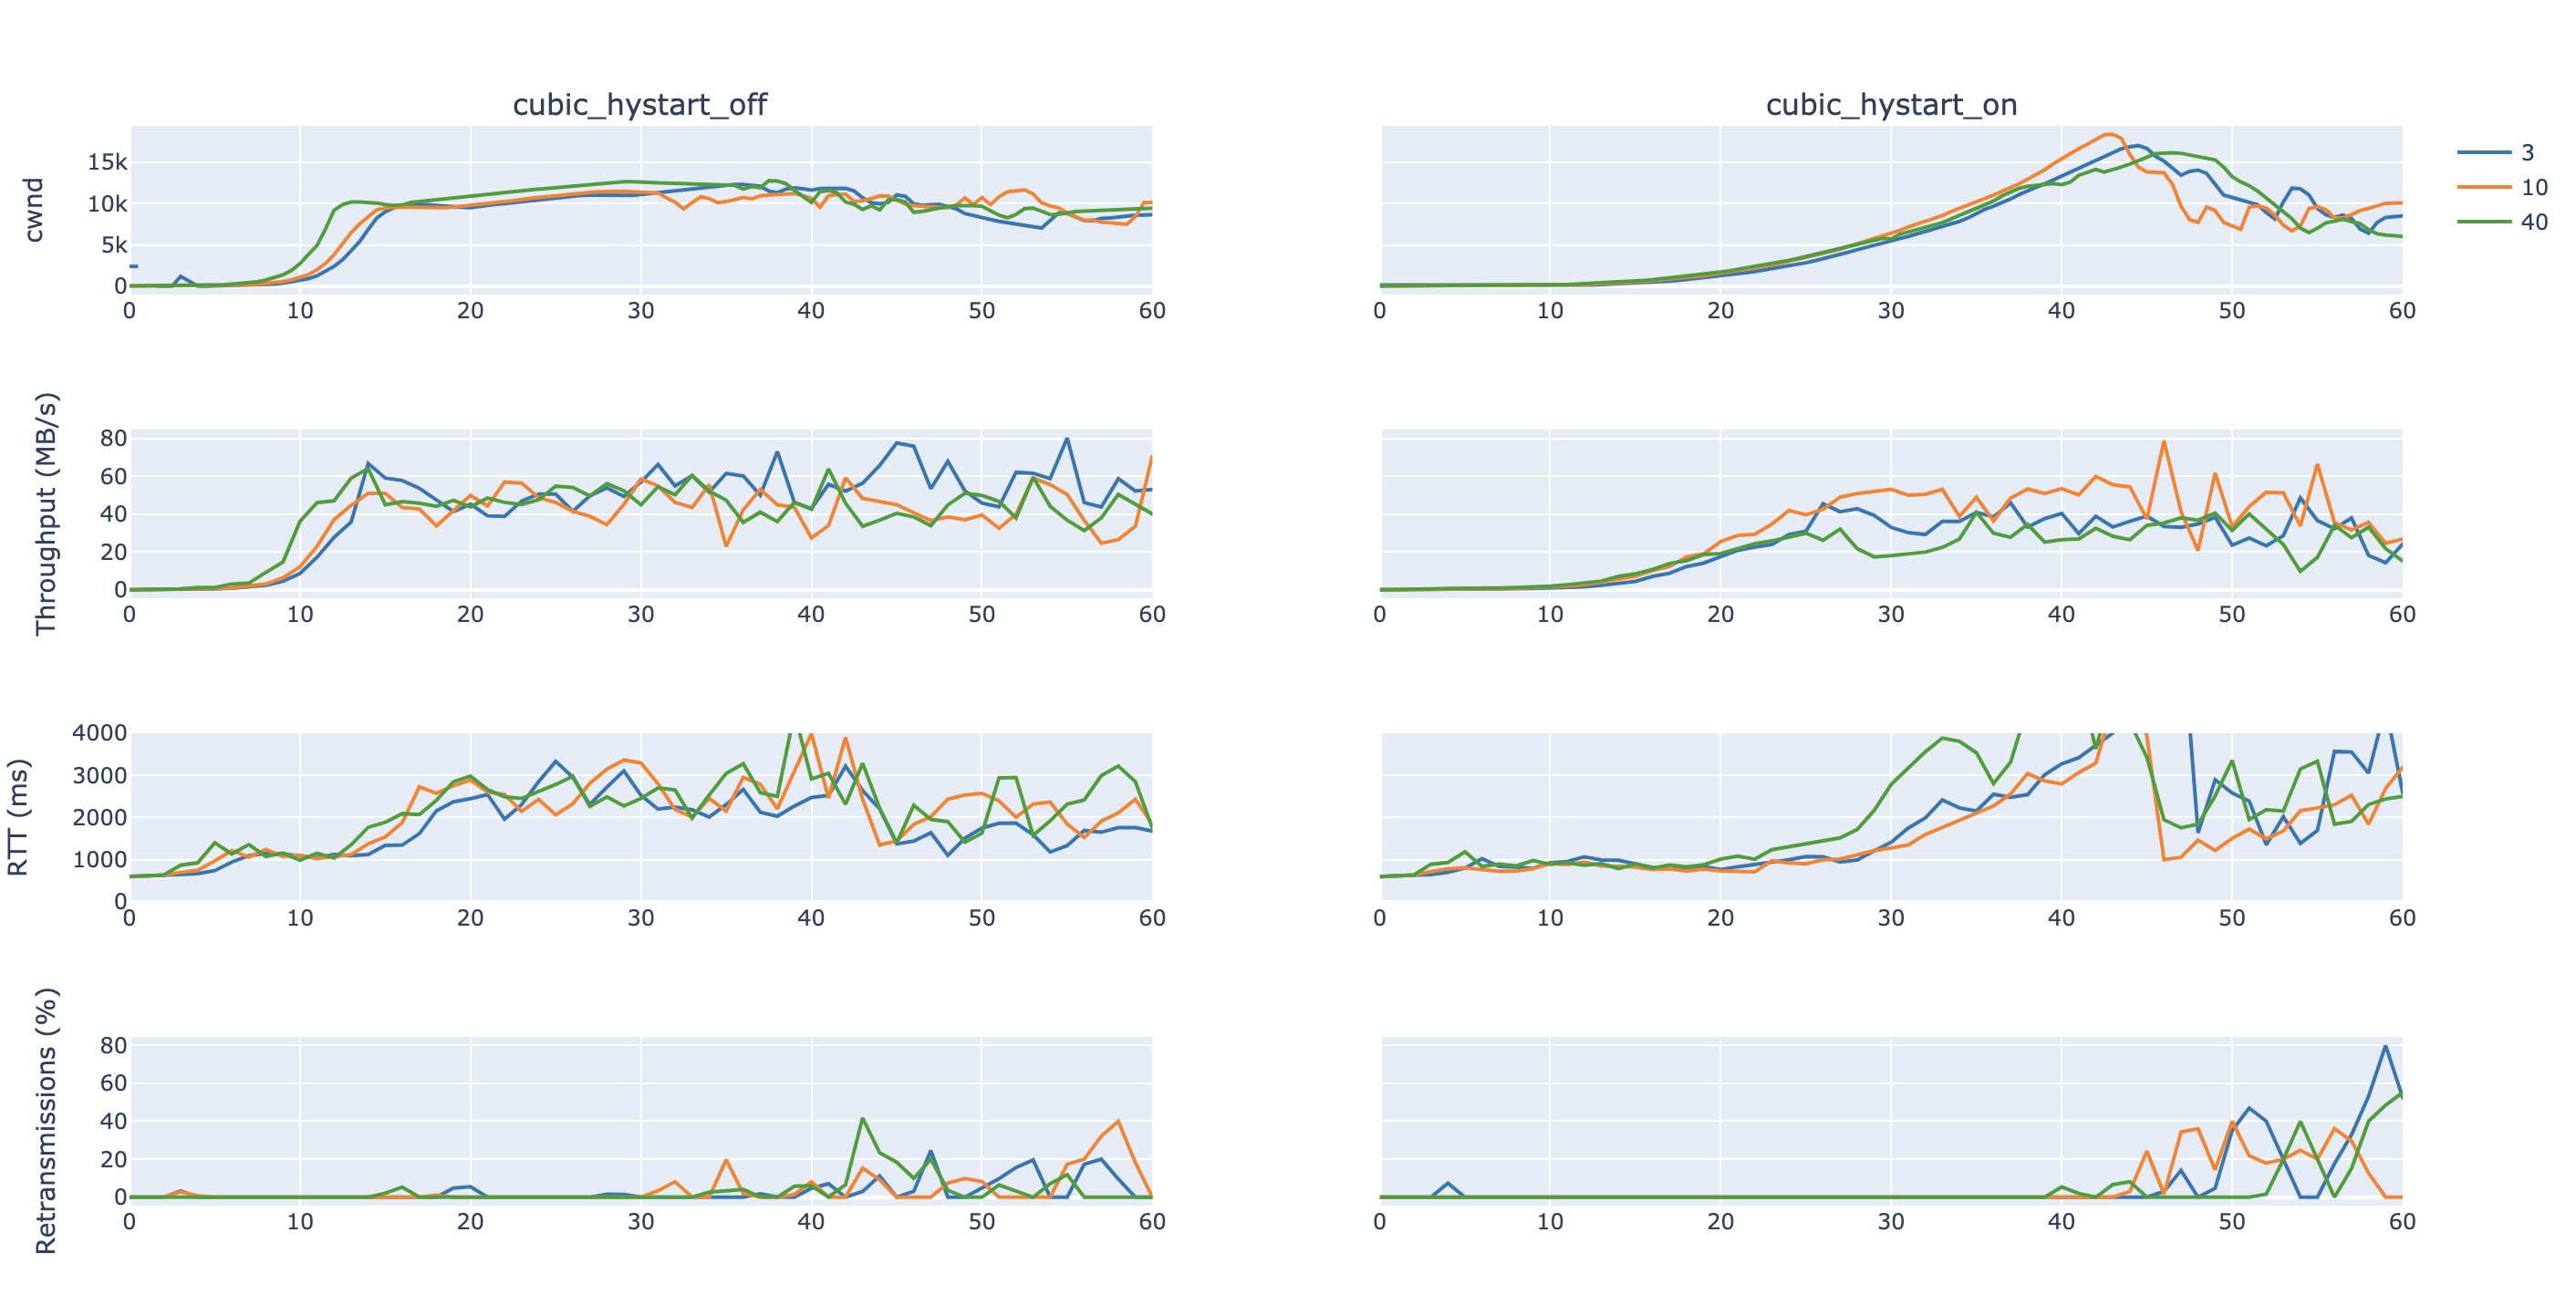 cubic_hystart_off
cubic_hystart_on
cwnd
15k
10k
5k
0
0 10 20 30 40 50 60
0 10 20 30 40 50 60
3
10
40
Throughput (MB/s)
80
60
40
20
0
0 10 20 30 40 50 60
0 10 20 30 40 50 60
RTT (ms)
4000
3000
2000
1000
0
0 10 20 30 40 50 60
0 10 20 30 40 50 60
Retransmissions (%)
80
60
40
20
0
0 10 20 30 40 50 60
0 10 20 30 40 50 60